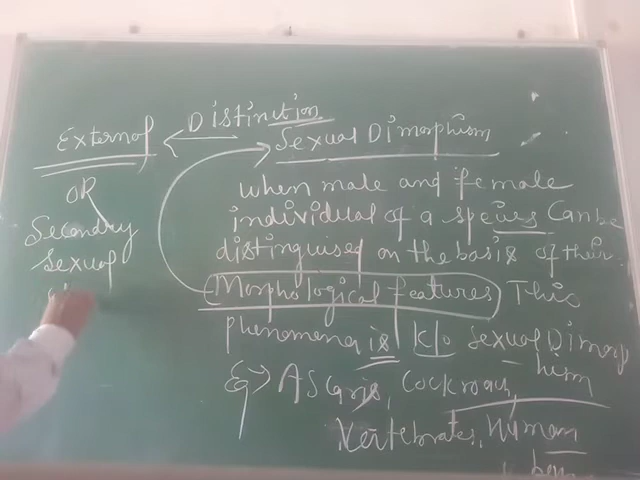 Distinction
External
Sexual Dimorphism
OR
Secondary
Sexual
when male and female
individual of a species Can be
distinguised on the basis of their
Morphological features This
phenomena is k/o Sexual Dimorp
hism
Eg > AScaris, Cockroach,
Vertebrates, Human